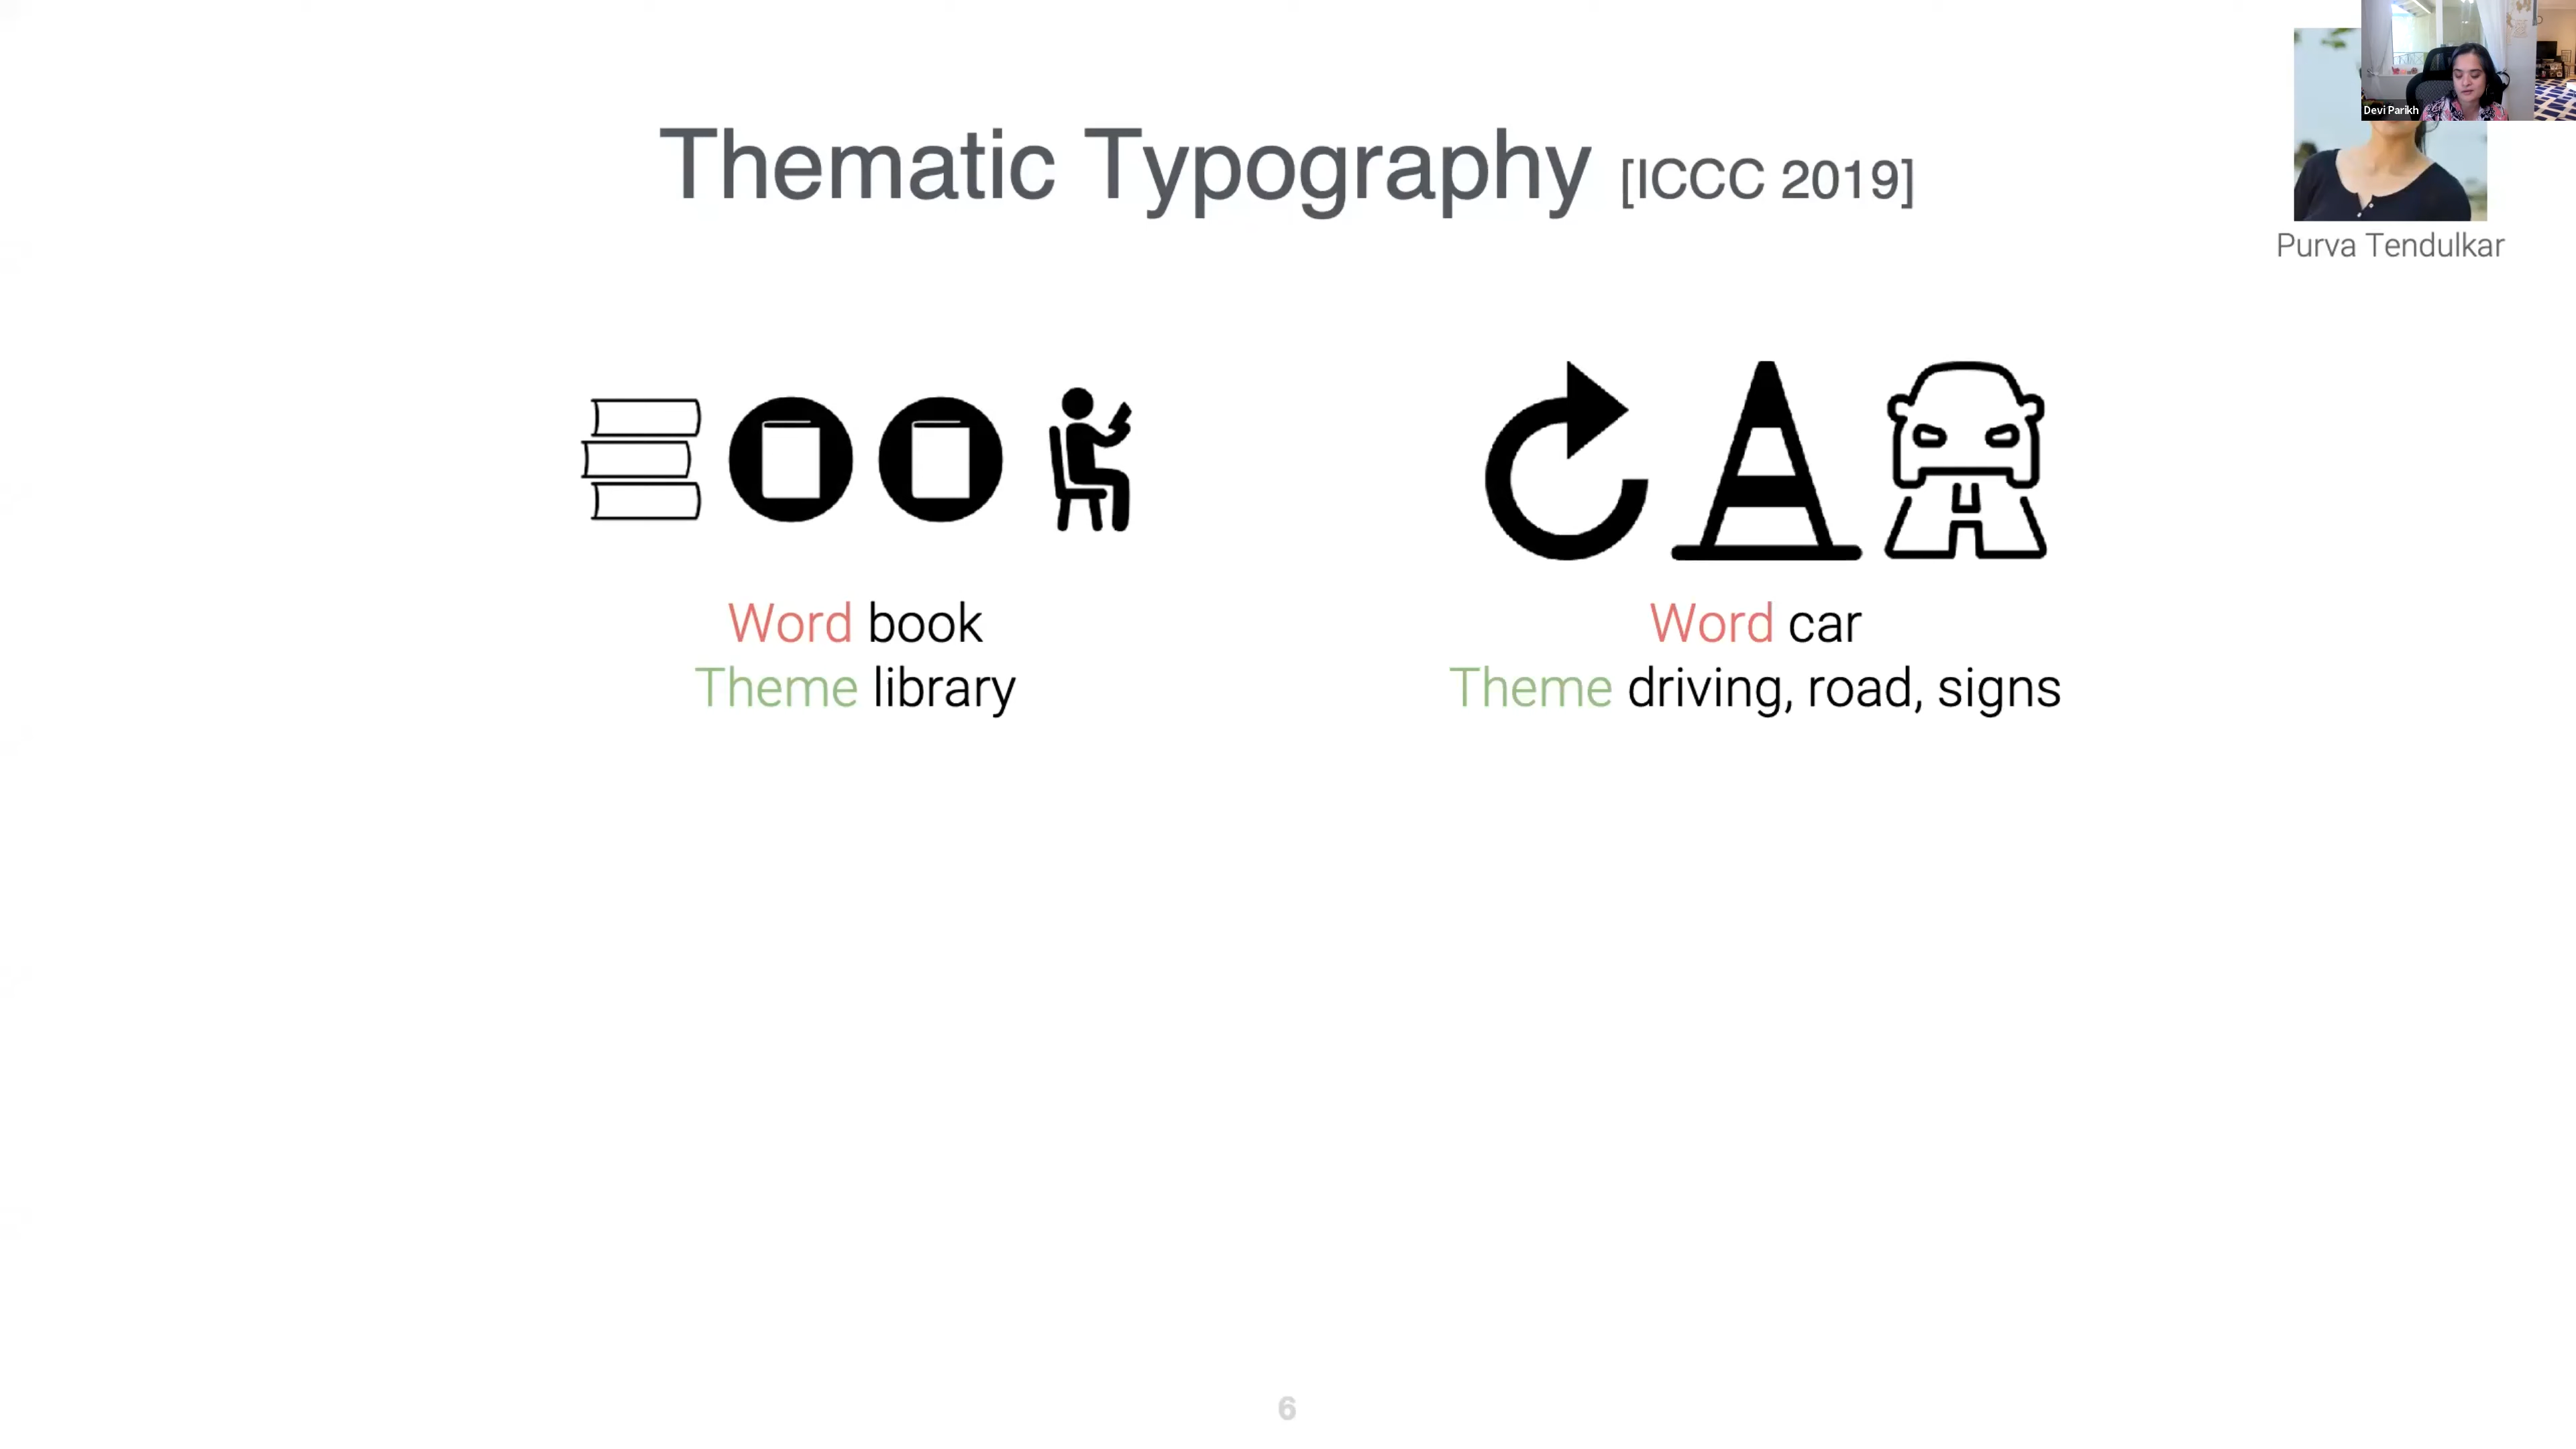 Thematic Typography [ICCC 2019]
Devi Parikh
Purva Tendulkar
Word book
Theme library
Word car
Theme driving, road, signs
6